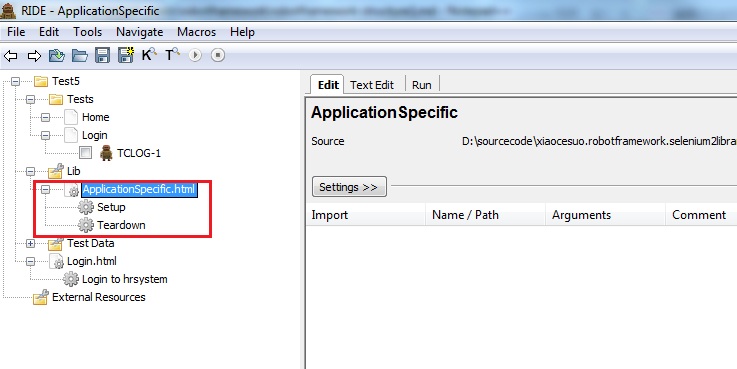 RIDE - ApplicationSpecific
File Edit Tools Navigate Macros Help
Test5
Tests
Home
Login
TCLOG-1
Lib
ApplicationSpecific.html
Setup
Teardown
Test Data
Login.html
Login to hrsystem
External Resources
Edit Text Edit Run
ApplicationSpecific
Source D:\sourcecode\xiaocesuo.robotframework.selenium2libra
Settings >>
Import Name / Path Arguments Comment